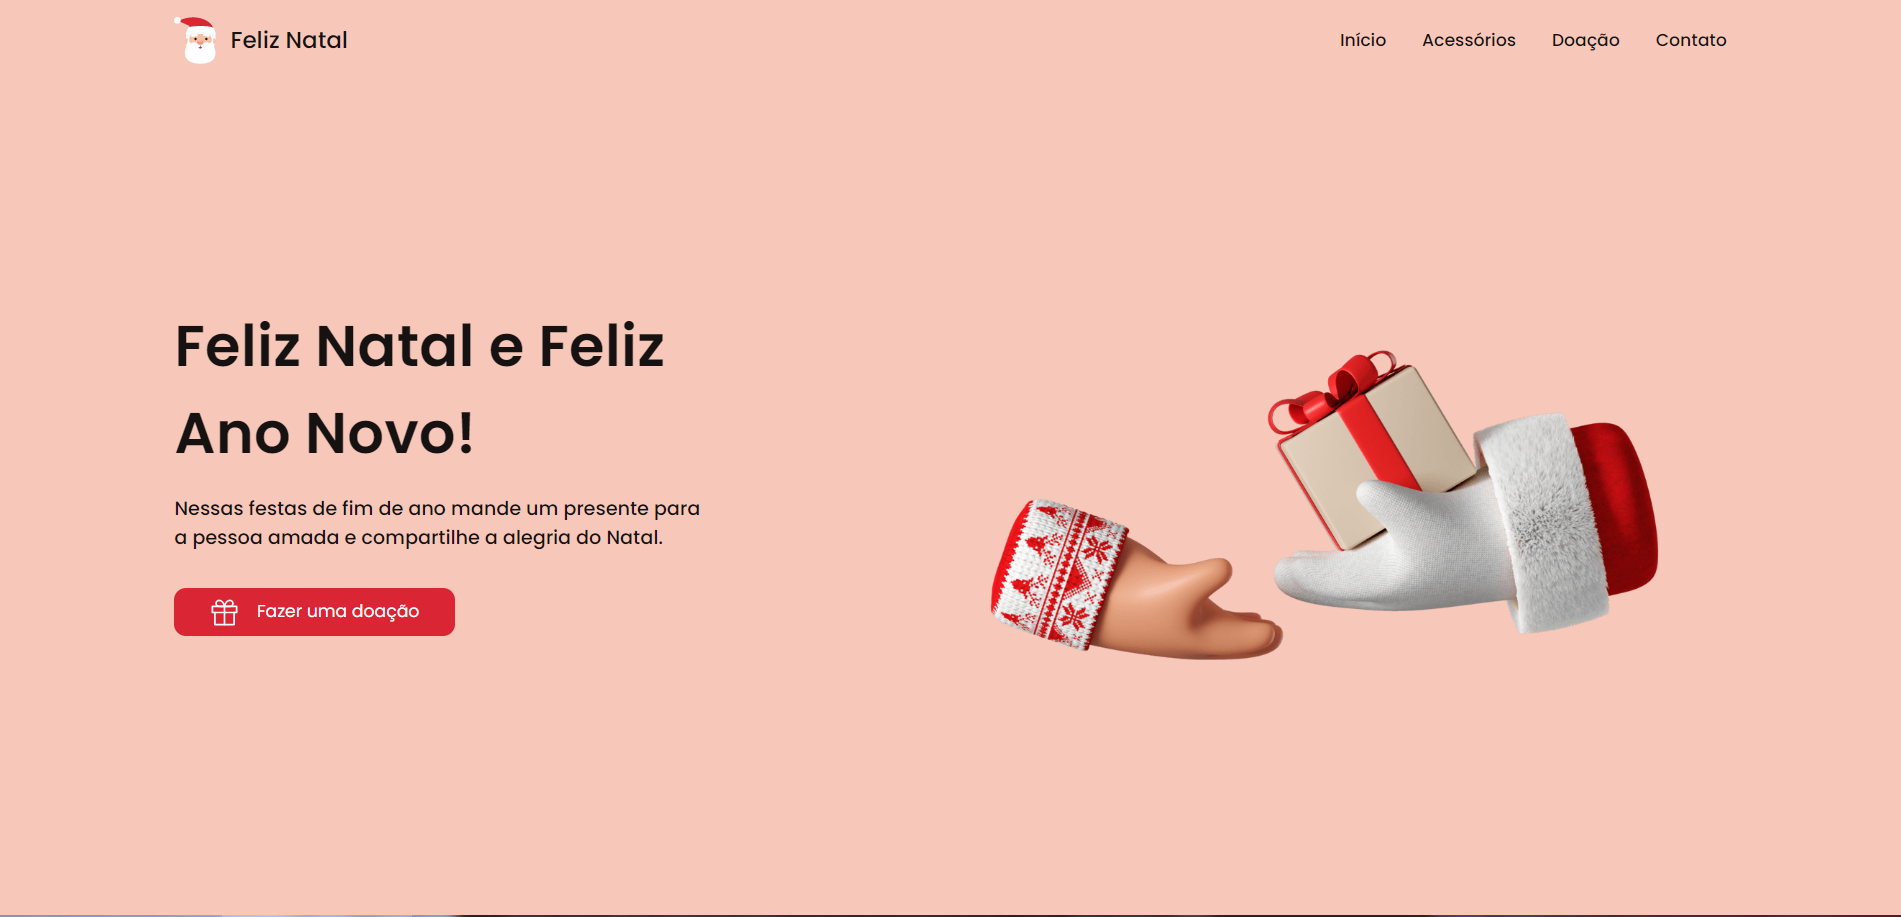 Feliz Natal
Início
Acessórios
Doação
Contato
Feliz Natal e Feliz
Ano Novo!
Nessas festas de fim de ano mande um presente para
a pessoa amada e compartilhe a alegria do Natal.
Fazer uma doação